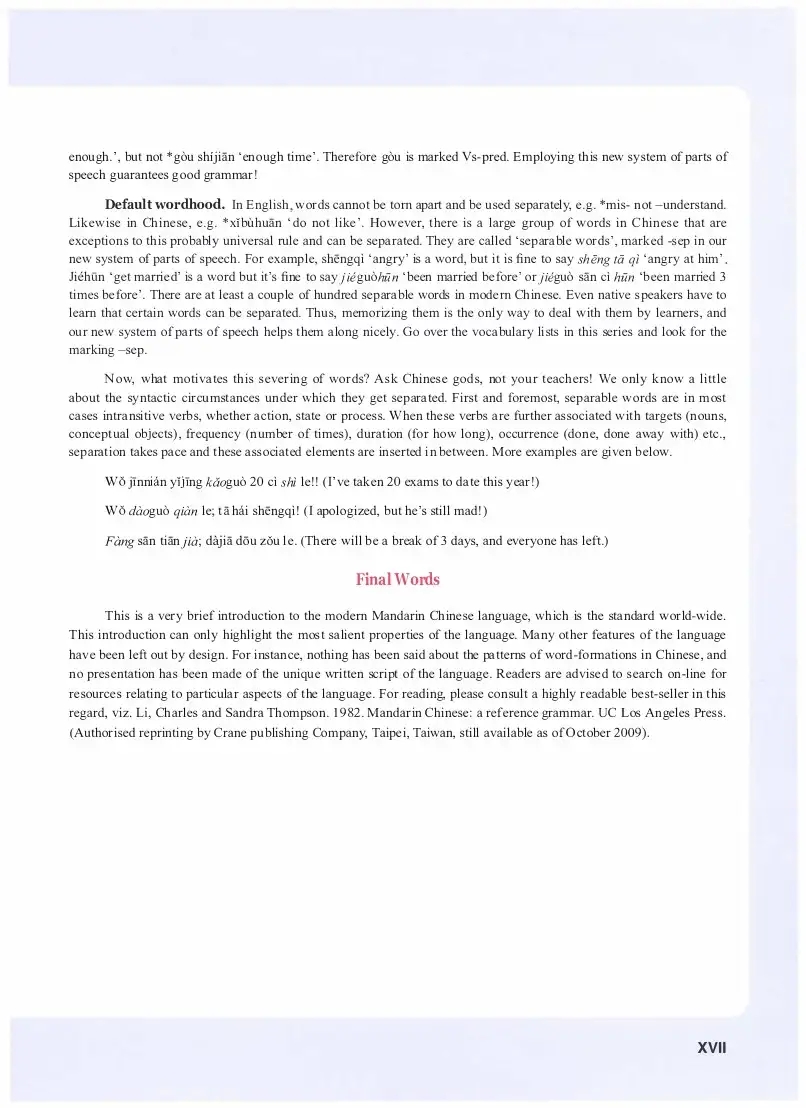 enough.’, but not *gòu shíjiān ‘enough time’. Therefore gòu is marked Vs-pred. Employing this new system of parts of
speech guarantees good grammar!
Default wordhood. In English, words cannot be torn apart and be used separately, e.g. *mis- not –understand.
Likewise in Chinese, e.g. *xǐbùhuān ‘do not like’. However, there is a large group of words in Chinese that are
exceptions to this probably universal rule and can be separated. They are called ‘separable words’, marked -sep in our
new system of parts of speech. For example, shēngqì ‘angry’ is a word, but it is fine to say shēng tā qì ‘angry at him’.
Jiéhūn ‘get married’ is a word but it’s fine to say jiéguòhūn ‘been married before’ or jiéguò sān cì hūn ‘been married 3
times before’. There are at least a couple of hundred separable words in modern Chinese. Even native speakers have to
learn that certain words can be separated. Thus, memorizing them is the only way to deal with them by learners, and
our new system of parts of speech helps them along nicely. Go over the vocabulary lists in this series and look for the
marking –sep.
Now, what motivates this severing of words? Ask Chinese gods, not your teachers! We only know a little
about the syntactic circumstances under which they get separated. First and foremost, separable words are in most
cases intransitive verbs, whether action, state or process. When these verbs are further associated with targets (nouns,
conceptual objects), frequency (number of times), duration (for how long), occurrence (done, done away with) etc.,
separation takes pace and these associated elements are inserted in between. More examples are given below.
Wǒ jīnnián yǐjīng kǎoguò 20 cì shì le!! (I’ve taken 20 exams to date this year!)
Wǒ dàoguò qiàn le; tā hái shēngqì! (I apologized, but he’s still mad!)
Fàng sān tiān jià; dàjiā dōu zǒu le. (There will be a break of 3 days, and everyone has left.)
Final Words
This is a very brief introduction to the modern Mandarin Chinese language, which is the standard world-wide.
This introduction can only highlight the most salient properties of the language. Many other features of the language
have been left out by design. For instance, nothing has been said about the patterns of word-formations in Chinese, and
no presentation has been made of the unique written script of the language. Readers are advised to search on-line for
resources relating to particular aspects of the language. For reading, please consult a highly readable best-seller in this
regard, viz. Li, Charles and Sandra Thompson. 1982. Mandarin Chinese: a reference grammar. UC Los Angeles Press.
(Authorised reprinting by Crane publishing Company, Taipei, Taiwan, still available as of October 2009).
XVII